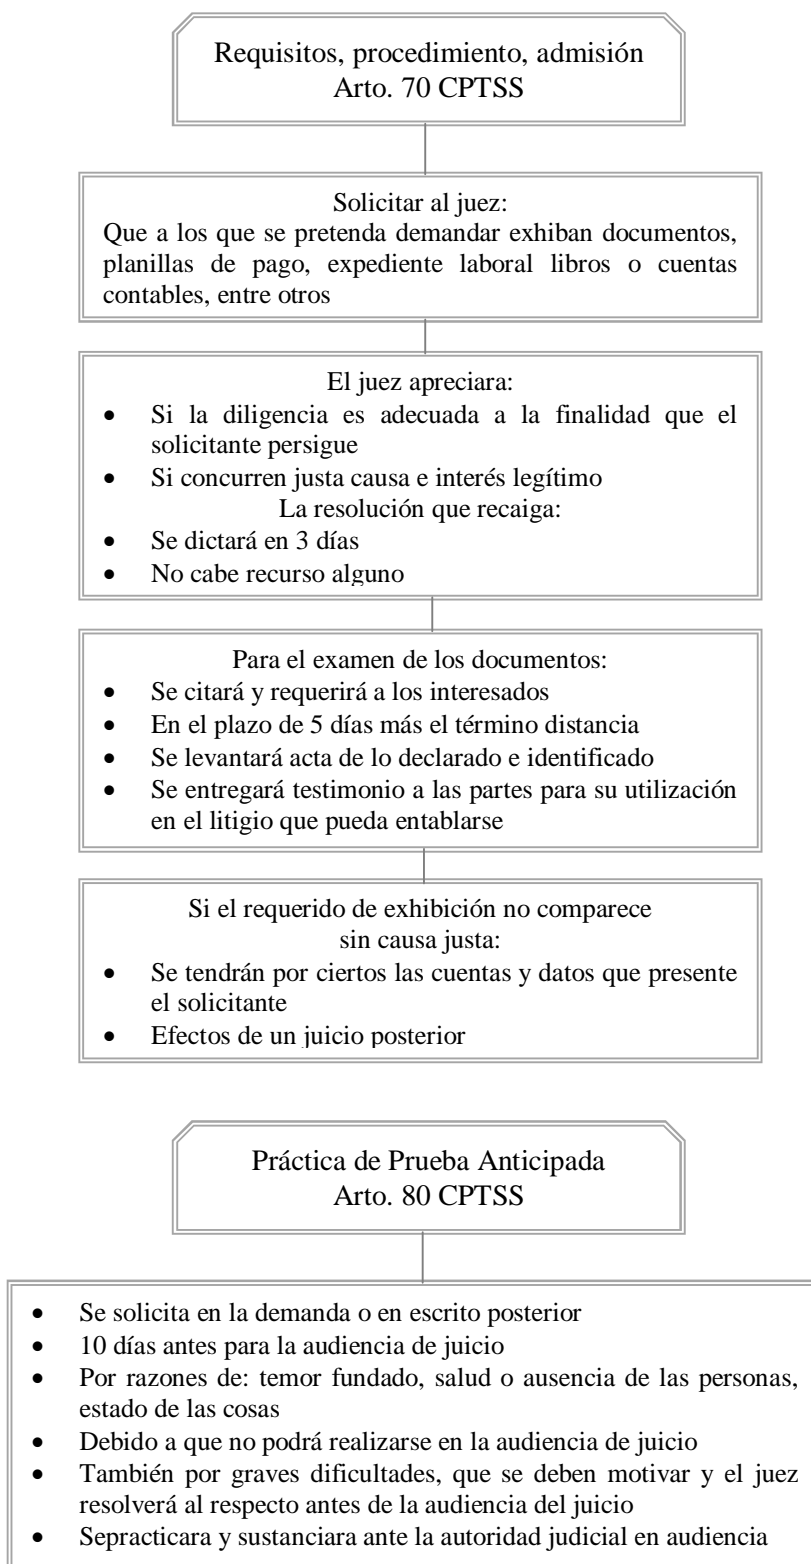 Requisitos, procedimiento, admisión
Arto. 70 CPTSS
Solicitar al juez:
Que a los que se pretenda demandar exhiban documentos,
planillas de pago, expediente laboral libros o cuentas
contables, entre otros
El juez apreciara:
• Si la diligencia es adecuada a la finalidad que el
solicitante persigue
• Si concurren justa causa e interés legítimo
La resolución que recaiga:
• Se dictará en 3 días
• No cabe recurso alguno
Para el examen de los documentos:
• Se citará y requerirá a los interesados
• En el plazo de 5 días más el término distancia
• Se levantará acta de lo declarado e identificado
• Se entregará testimonio a las partes para su utilización
en el litigio que pueda entablarse
Si el requerido de exhibición no comparece
sin causa justa:
• Se tendrán por ciertos las cuentas y datos que presente
el solicitante
• Efectos de un juicio posterior
Práctica de Prueba Anticipada
Arto. 80 CPTSS
• Se solicita en la demanda o en escrito posterior
• 10 días antes para la audiencia de juicio
• Por razones de: temor fundado, salud o ausencia de las personas,
estado de las cosas
• Debido a que no podrá realizarse en la audiencia de juicio
• También por graves dificultades, que se deben motivar y el juez
resolverá al respecto antes de la audiencia del juicio
• Sepracticara y sustanciara ante la autoridad judicial en audiencia